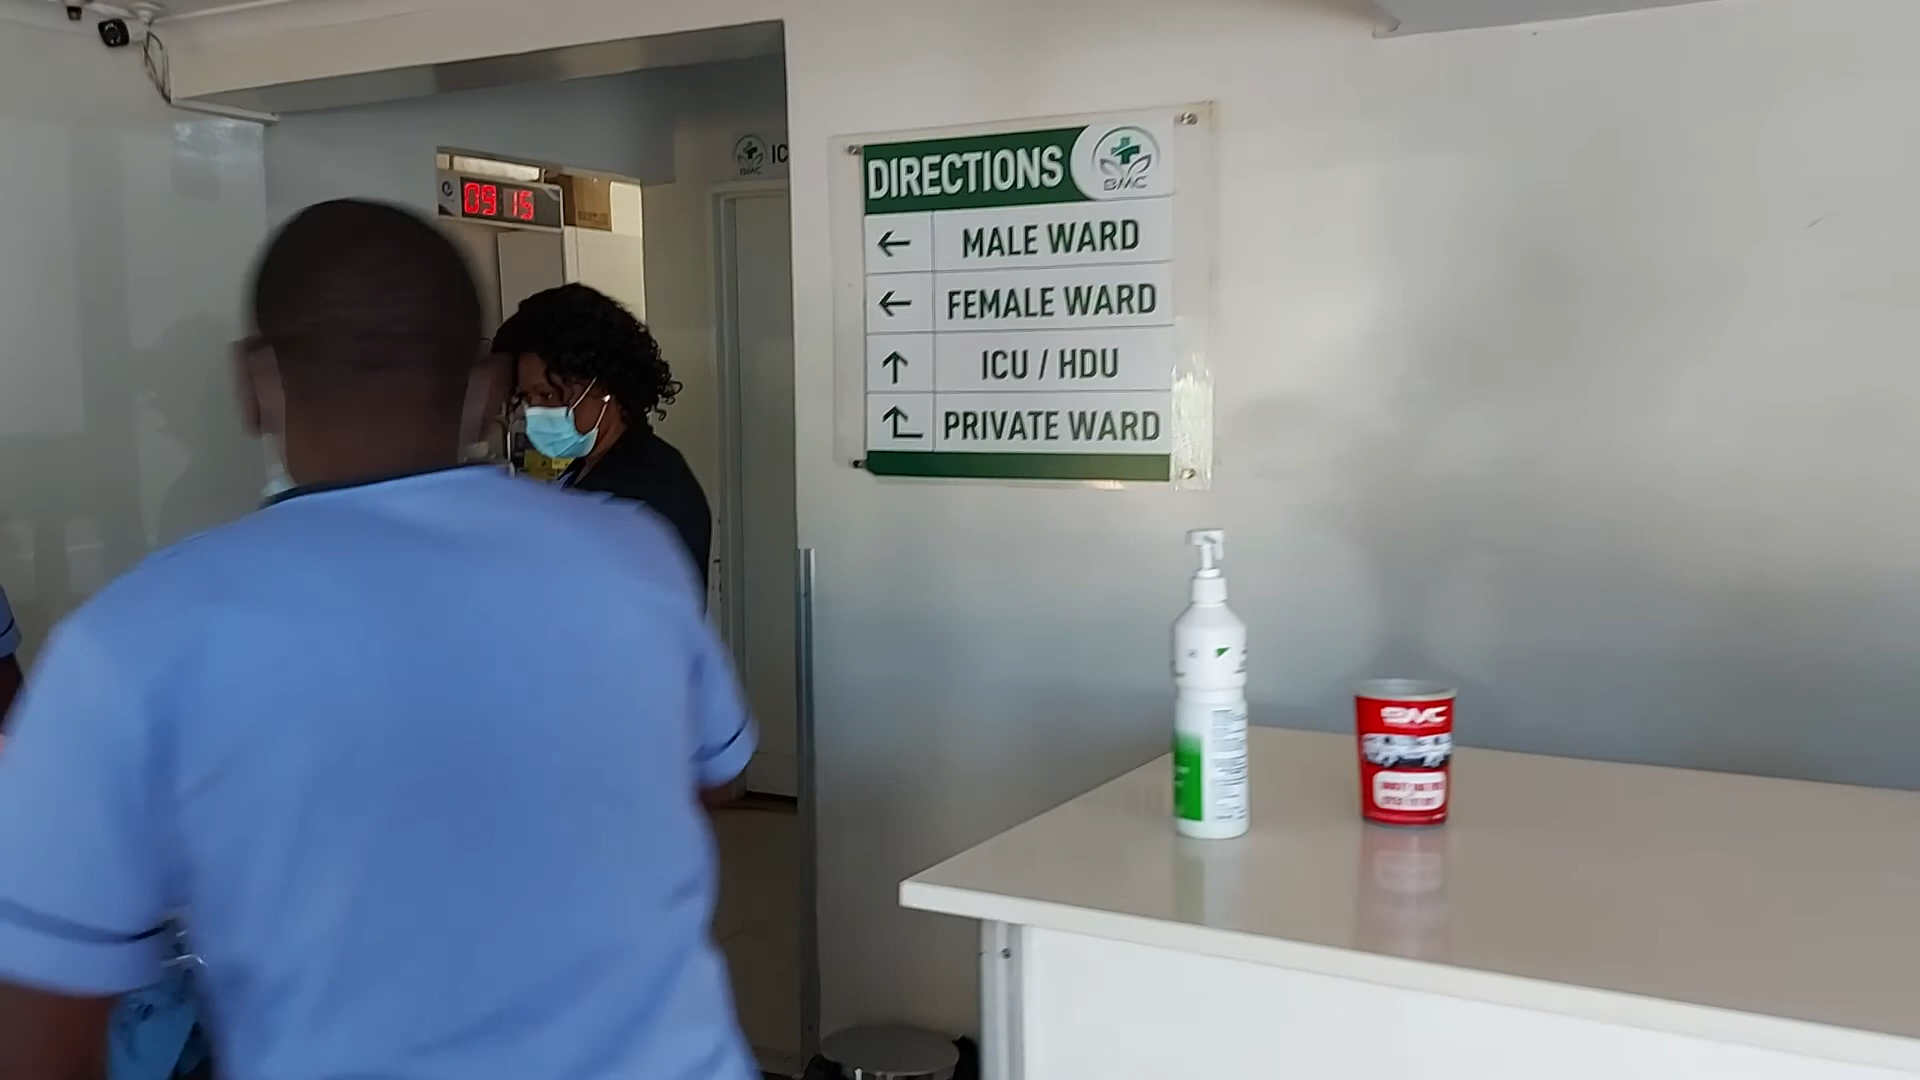 IC
BMC
09:15
DIRECTIONS
BMC
← MALE WARD
← FEMALE WARD
↑ ICU / HDU
↱ PRIVATE WARD
BMC